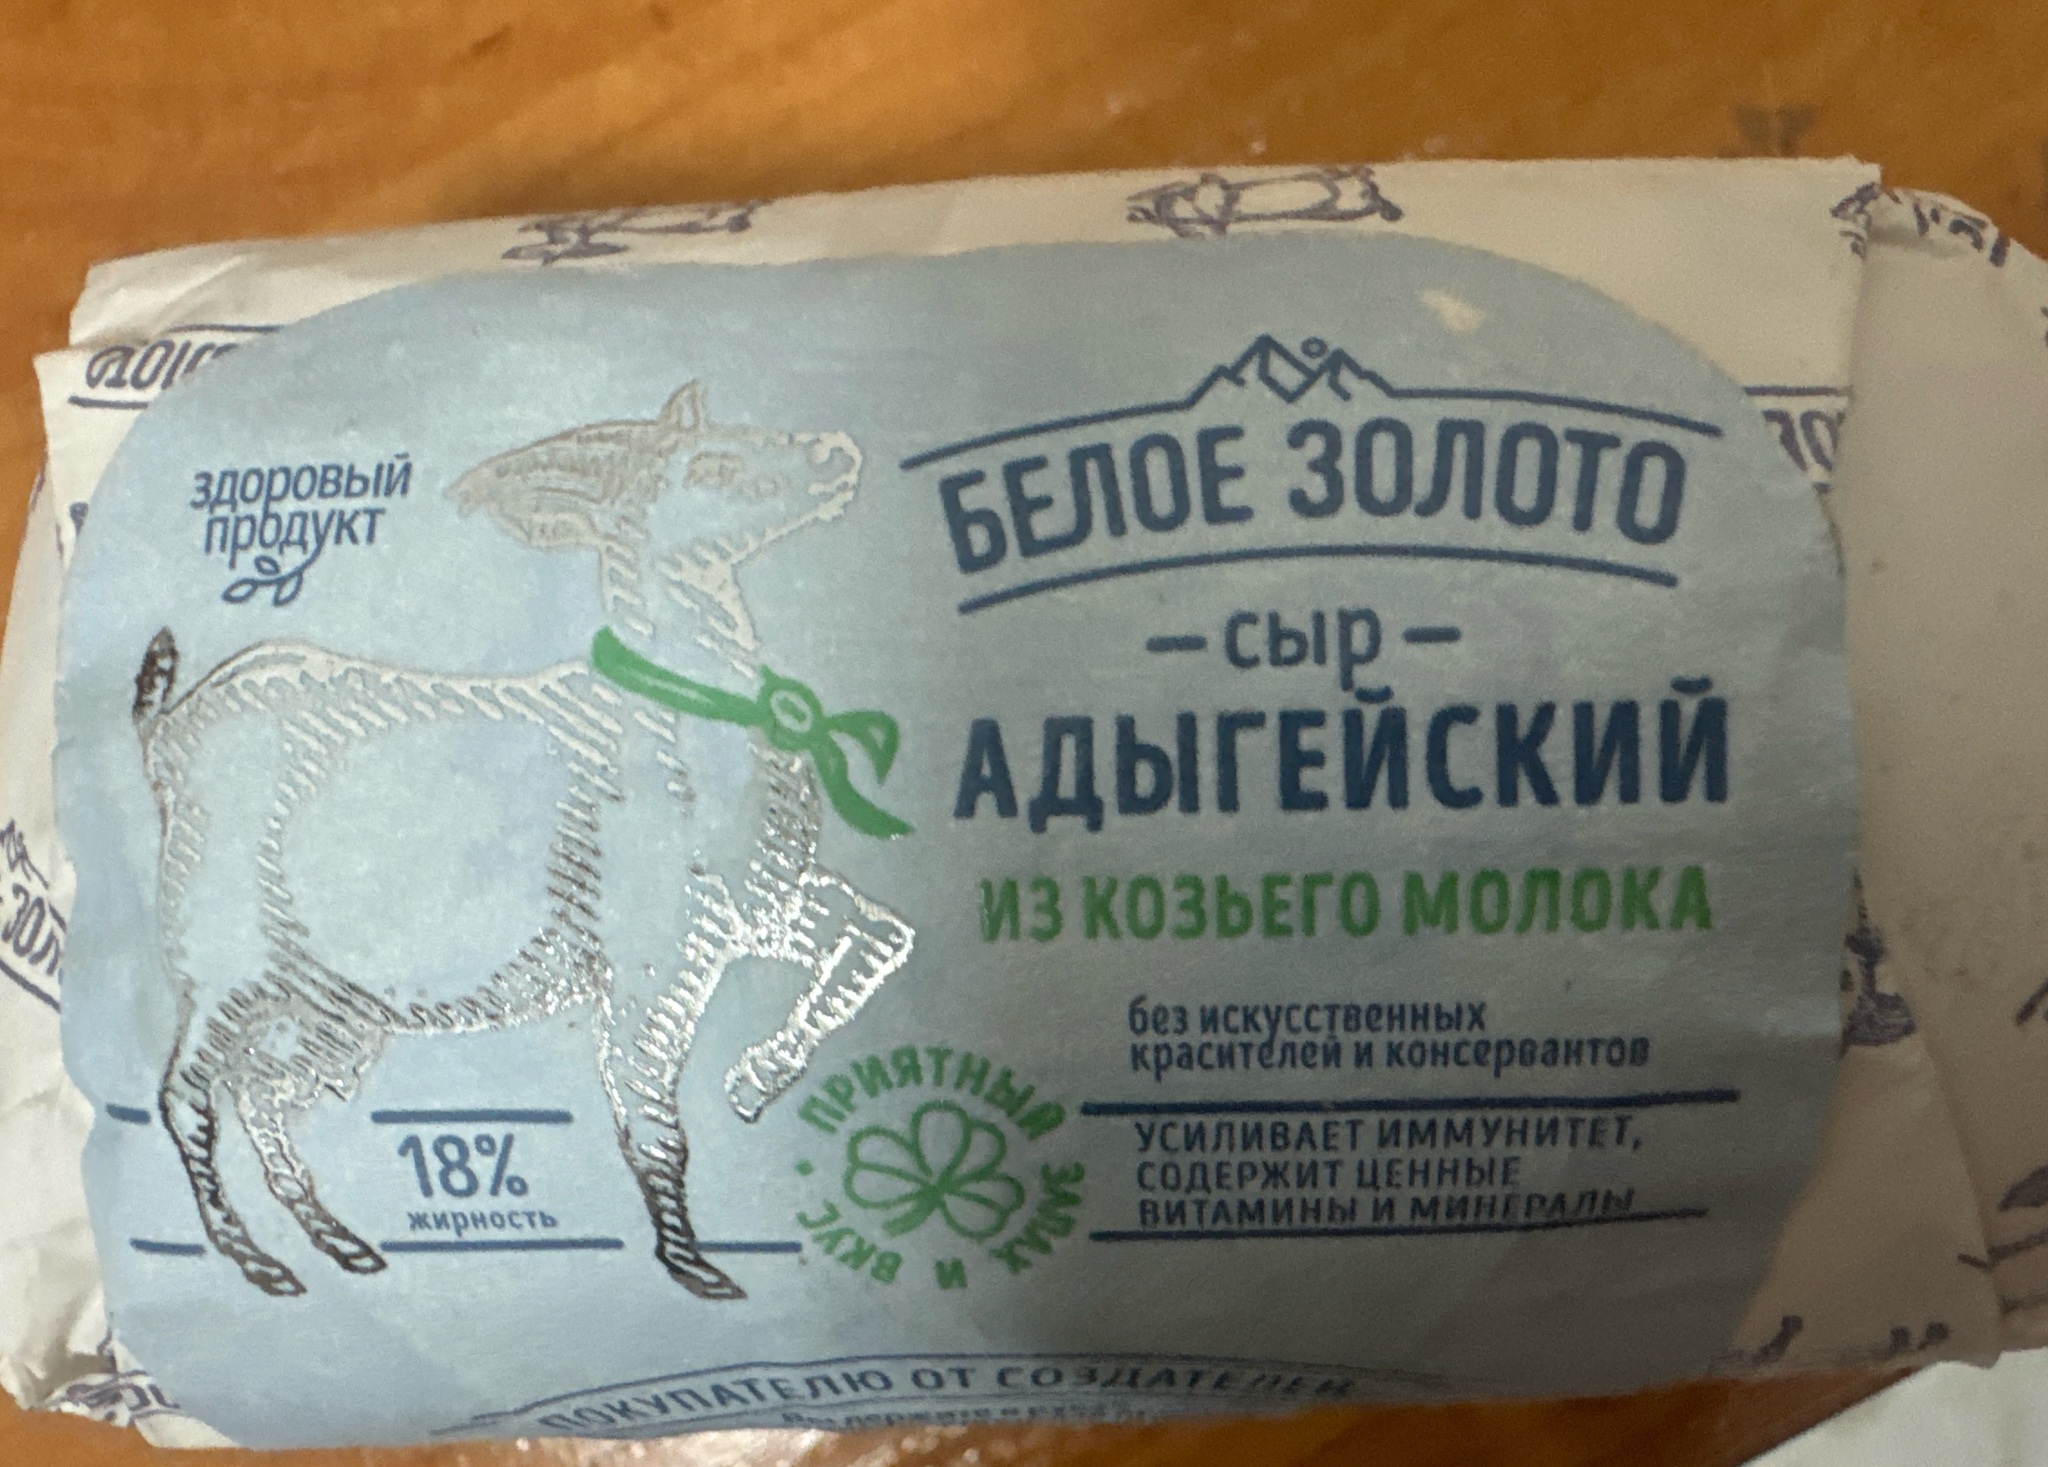 здоровый
продукт
БЕЛОЕ ЗОЛОТО
– сыр –
АДЫГЕЙСКИЙ
ИЗ КОЗЬЕГО МОЛОКА
без искусственных
красителей и консервантов
УСИЛИВАЕТ ИММУНИТЕТ,
СОДЕРЖИТ ЦЕННЫЕ
ВИТАМИНЫ И МИНЕРАЛЫ
18%
жирность
ПРИЯТНЫЙ ЗАПАХ И ВКУС •
ПОКУПАТЕЛЮ ОТ СОЗДАТЕЛЕЙ